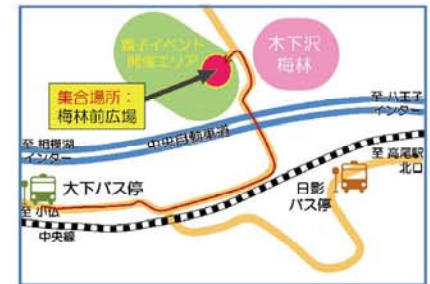 親子イベント
開催エリア
木下沢
梅林
集合場所：
梅林前広場
至 八王子
インター
中央自動車道
至 相模湖
インター
至 高尾駅
北口
大下バス停
日影
バス停
至 小仏
中央線